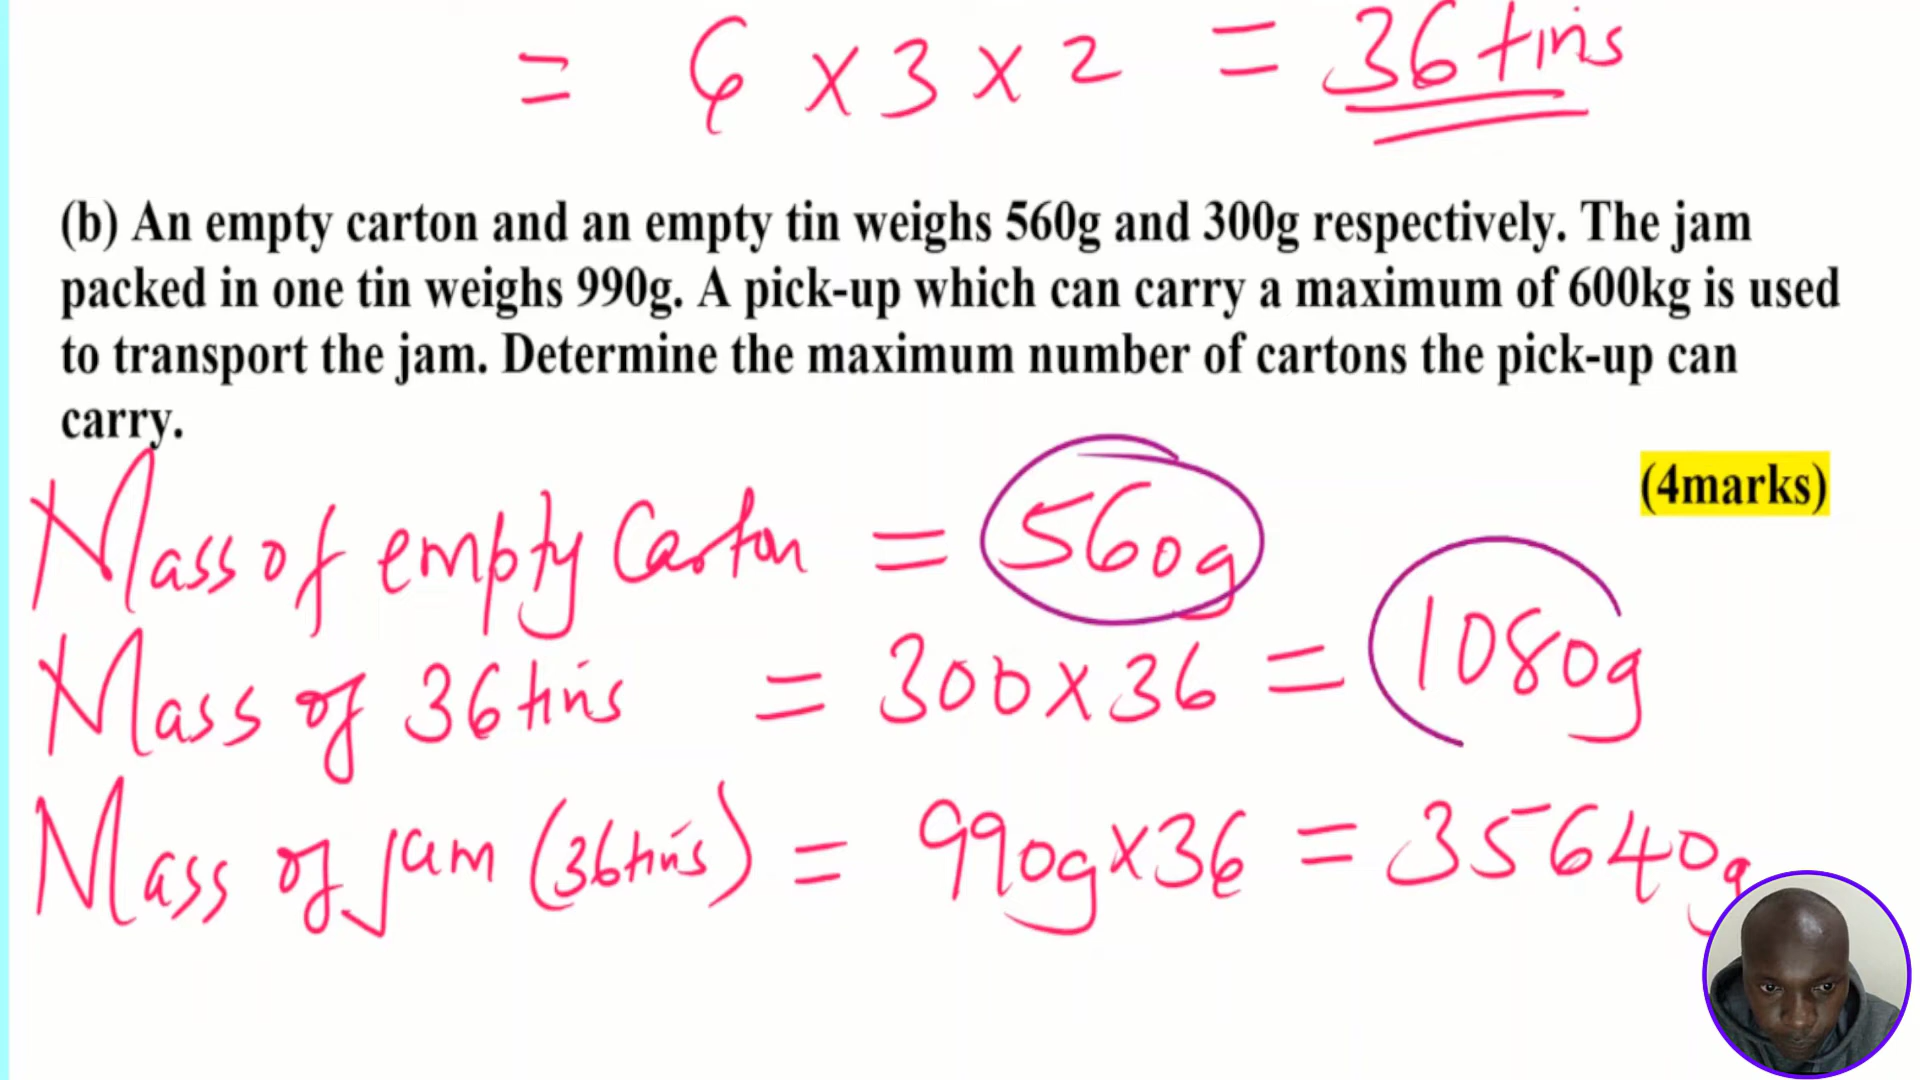 = 6 × 3 × 2 = 36 tins
(b) An empty carton and an empty tin weighs 560g and 300g respectively. The jam
packed in one tin weighs 990g. A pick-up which can carry a maximum of 600kg is used
to transport the jam. Determine the maximum number of cartons the pick-up can
carry.
(4marks)
Mass of empty Carton = 560g
Mass of 36 tins = 300 × 36 = 1080g
Mass of jam (36 tins) = 990g × 36 = 35640g